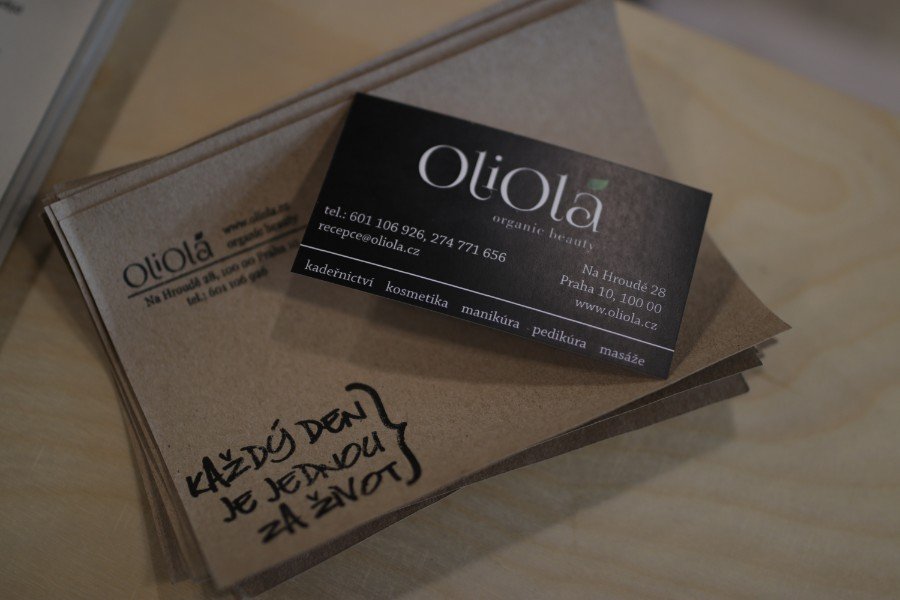 OliOlá
organic beauty
tel.: 601 106 926, 274 771 656
recepce@oliola.cz
Na Hroudě 28
Praha 10, 100 00
www.oliola.cz
kadeřnictví kosmetika manikúra pedikúra masáže
OliOlá
www.oliola.cz
organic beauty
Na Hroudě 28, 100 00 Praha
tel.: 601 106 926
KAŽDÝ DEN
JE JEDNOU
ZA ŽIVOT